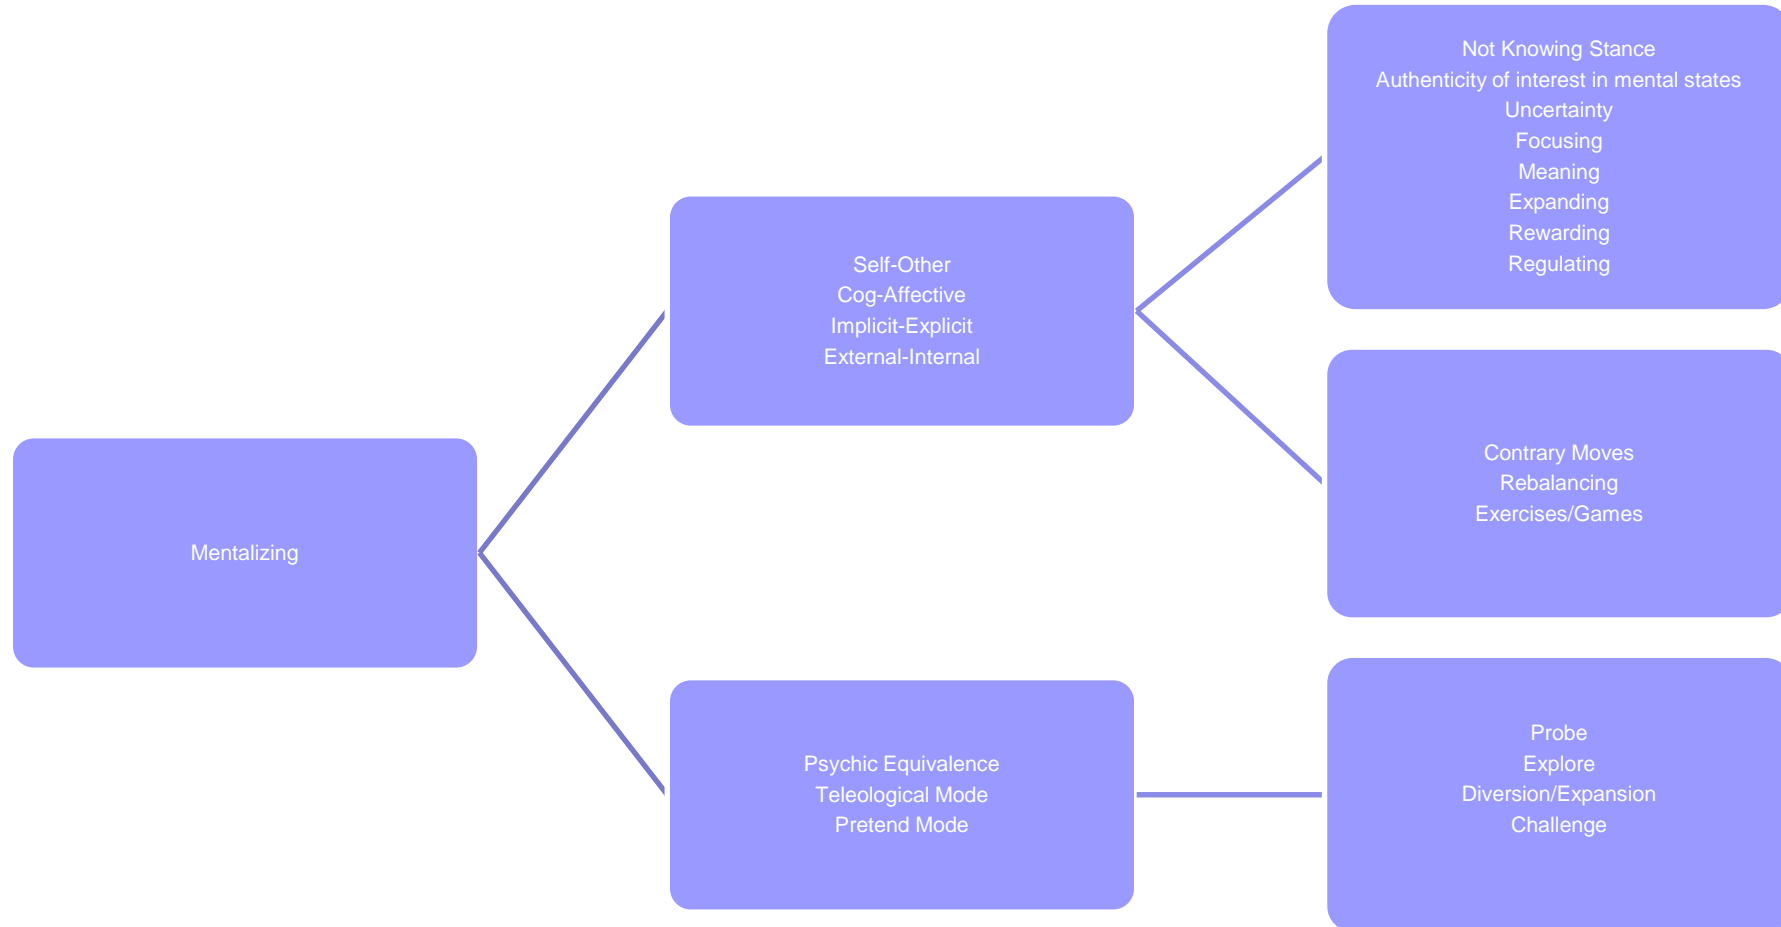 Mentalizing
Self-Other
Cog-Affective
Implicit-Explicit
External-Internal
Psychic Equivalence
Teleological Mode
Pretend Mode
Not Knowing Stance
Authenticity of interest in mental states
Uncertainty
Focusing
Meaning
Expanding
Rewarding
Regulating
Contrary Moves
Rebalancing
Exercises/Games
Probe
Explore
Diversion/Expansion
Challenge